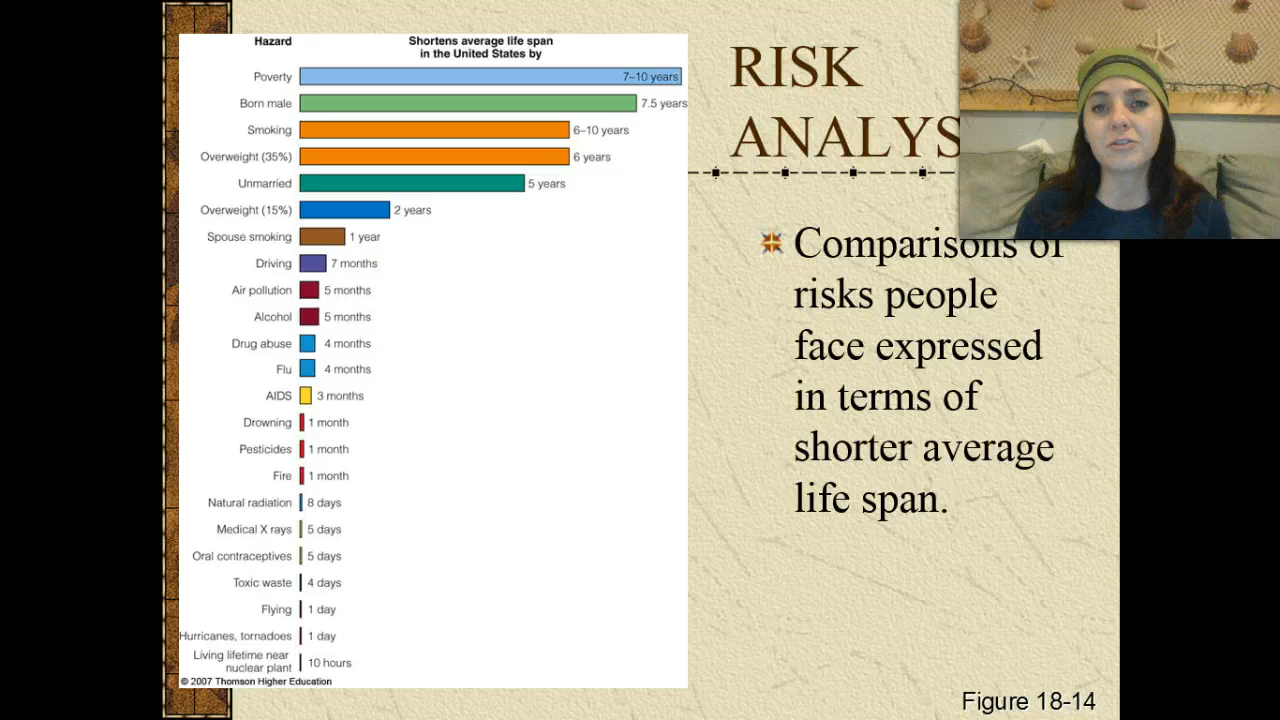 Hazard Shortens average life span
in the United States by
Poverty 7–10 years
Born male 7.5 years
Smoking 6–10 years
Overweight (35%) 6 years
Unmarried 5 years
Overweight (15%) 2 years
Spouse smoking 1 year
Driving 7 months
Air pollution 5 months
Alcohol 5 months
Drug abuse 4 months
Flu 4 months
AIDS 3 months
Drowning 1 month
Pesticides 1 month
Fire 1 month
Natural radiation 8 days
Medical X rays 5 days
Oral contraceptives 5 days
Toxic waste 4 days
Flying 1 day
Hurricanes, tornadoes 1 day
Living lifetime near
nuclear plant 10 hours
© 2007 Thomson Higher Education
RISK
ANALYS
Comparisons of
risks people
face expressed
in terms of
shorter average
life span.
Figure 18-14